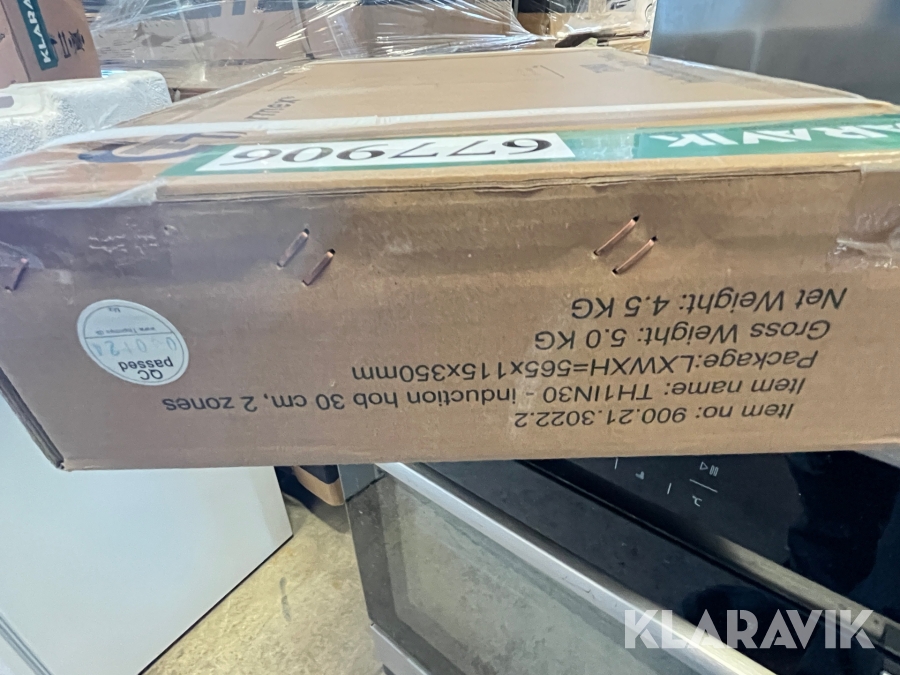 KLARA
677906
KLARAVIK
Item no: 900.21.3022.2
Item name: TH1IN30 - induction hob 30 cm, 2 zones
Package:LXWXH=565x115x350mm
Gross Weight: 5.0 KG
Net Weight: 4.5 KG
QC
passed
KLARAVIK